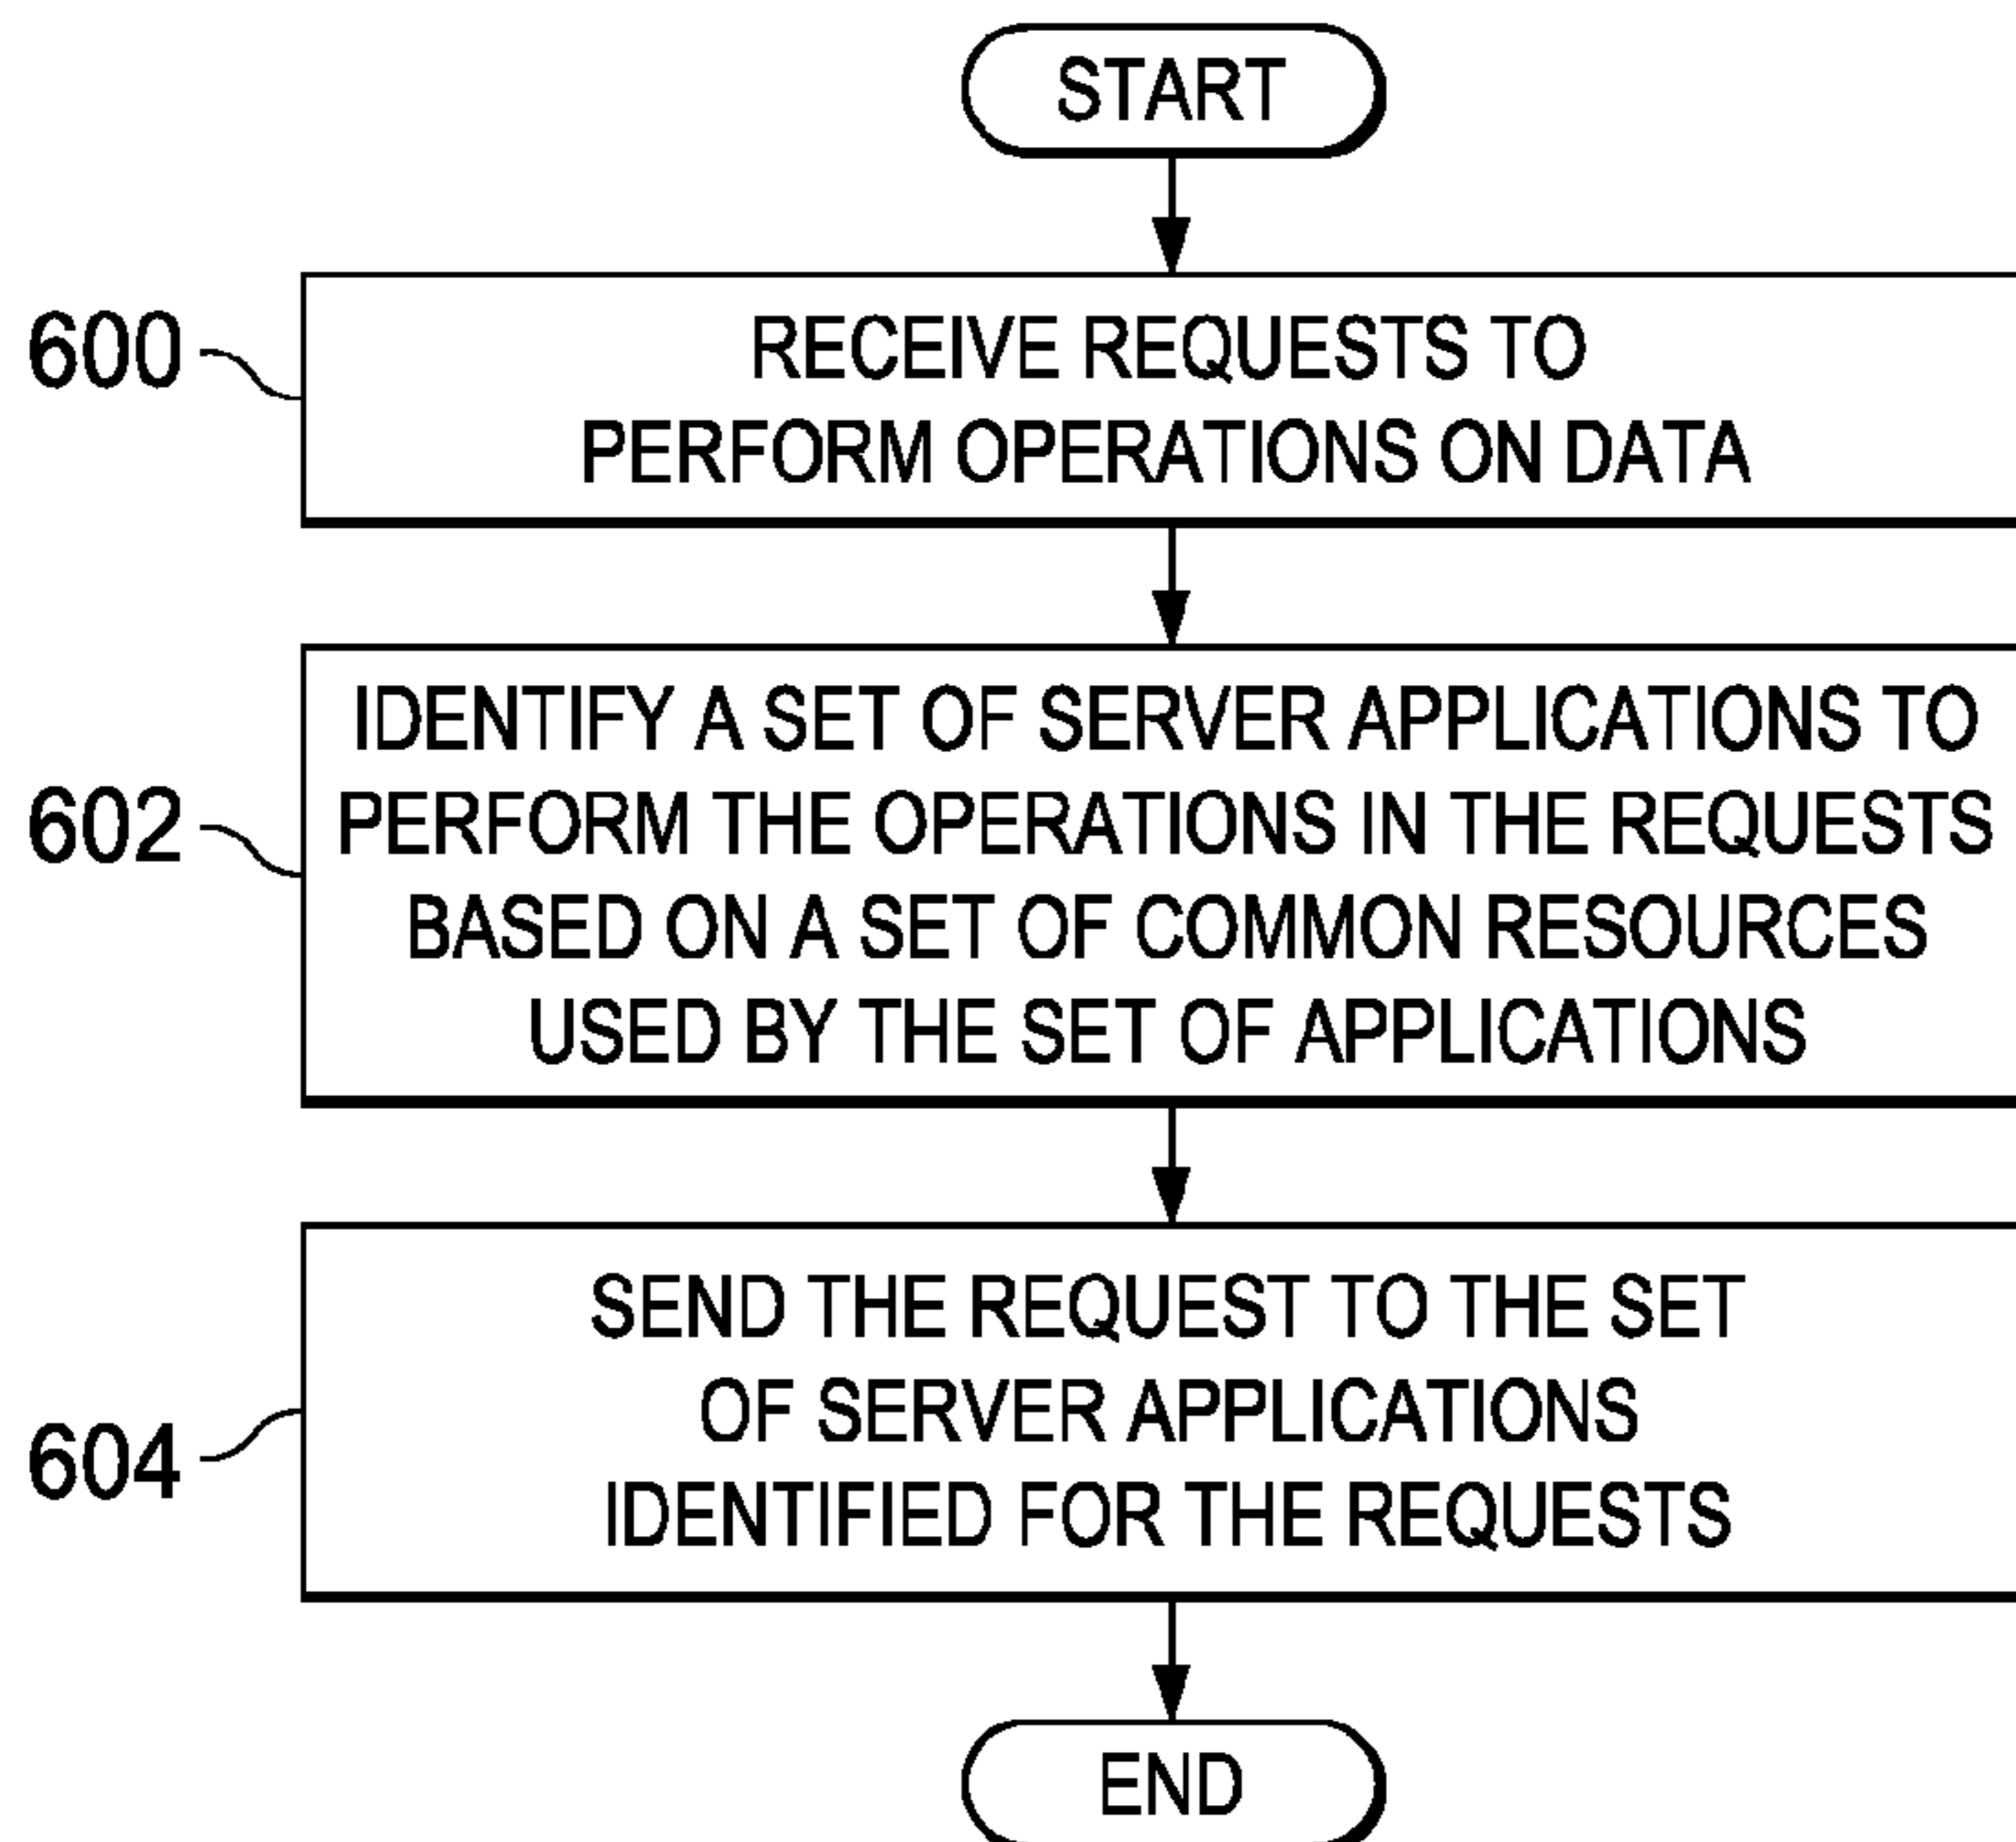 START
600
RECEIVE REQUESTS TO
PERFORM OPERATIONS ON DATA
602
IDENTIFY A SET OF SERVER APPLICATIONS TO
PERFORM THE OPERATIONS IN THE REQUESTS
BASED ON A SET OF COMMON RESOURCES
USED BY THE SET OF APPLICATIONS
604
SEND THE REQUEST TO THE SET
OF SERVER APPLICATIONS
IDENTIFIED FOR THE REQUESTS
END